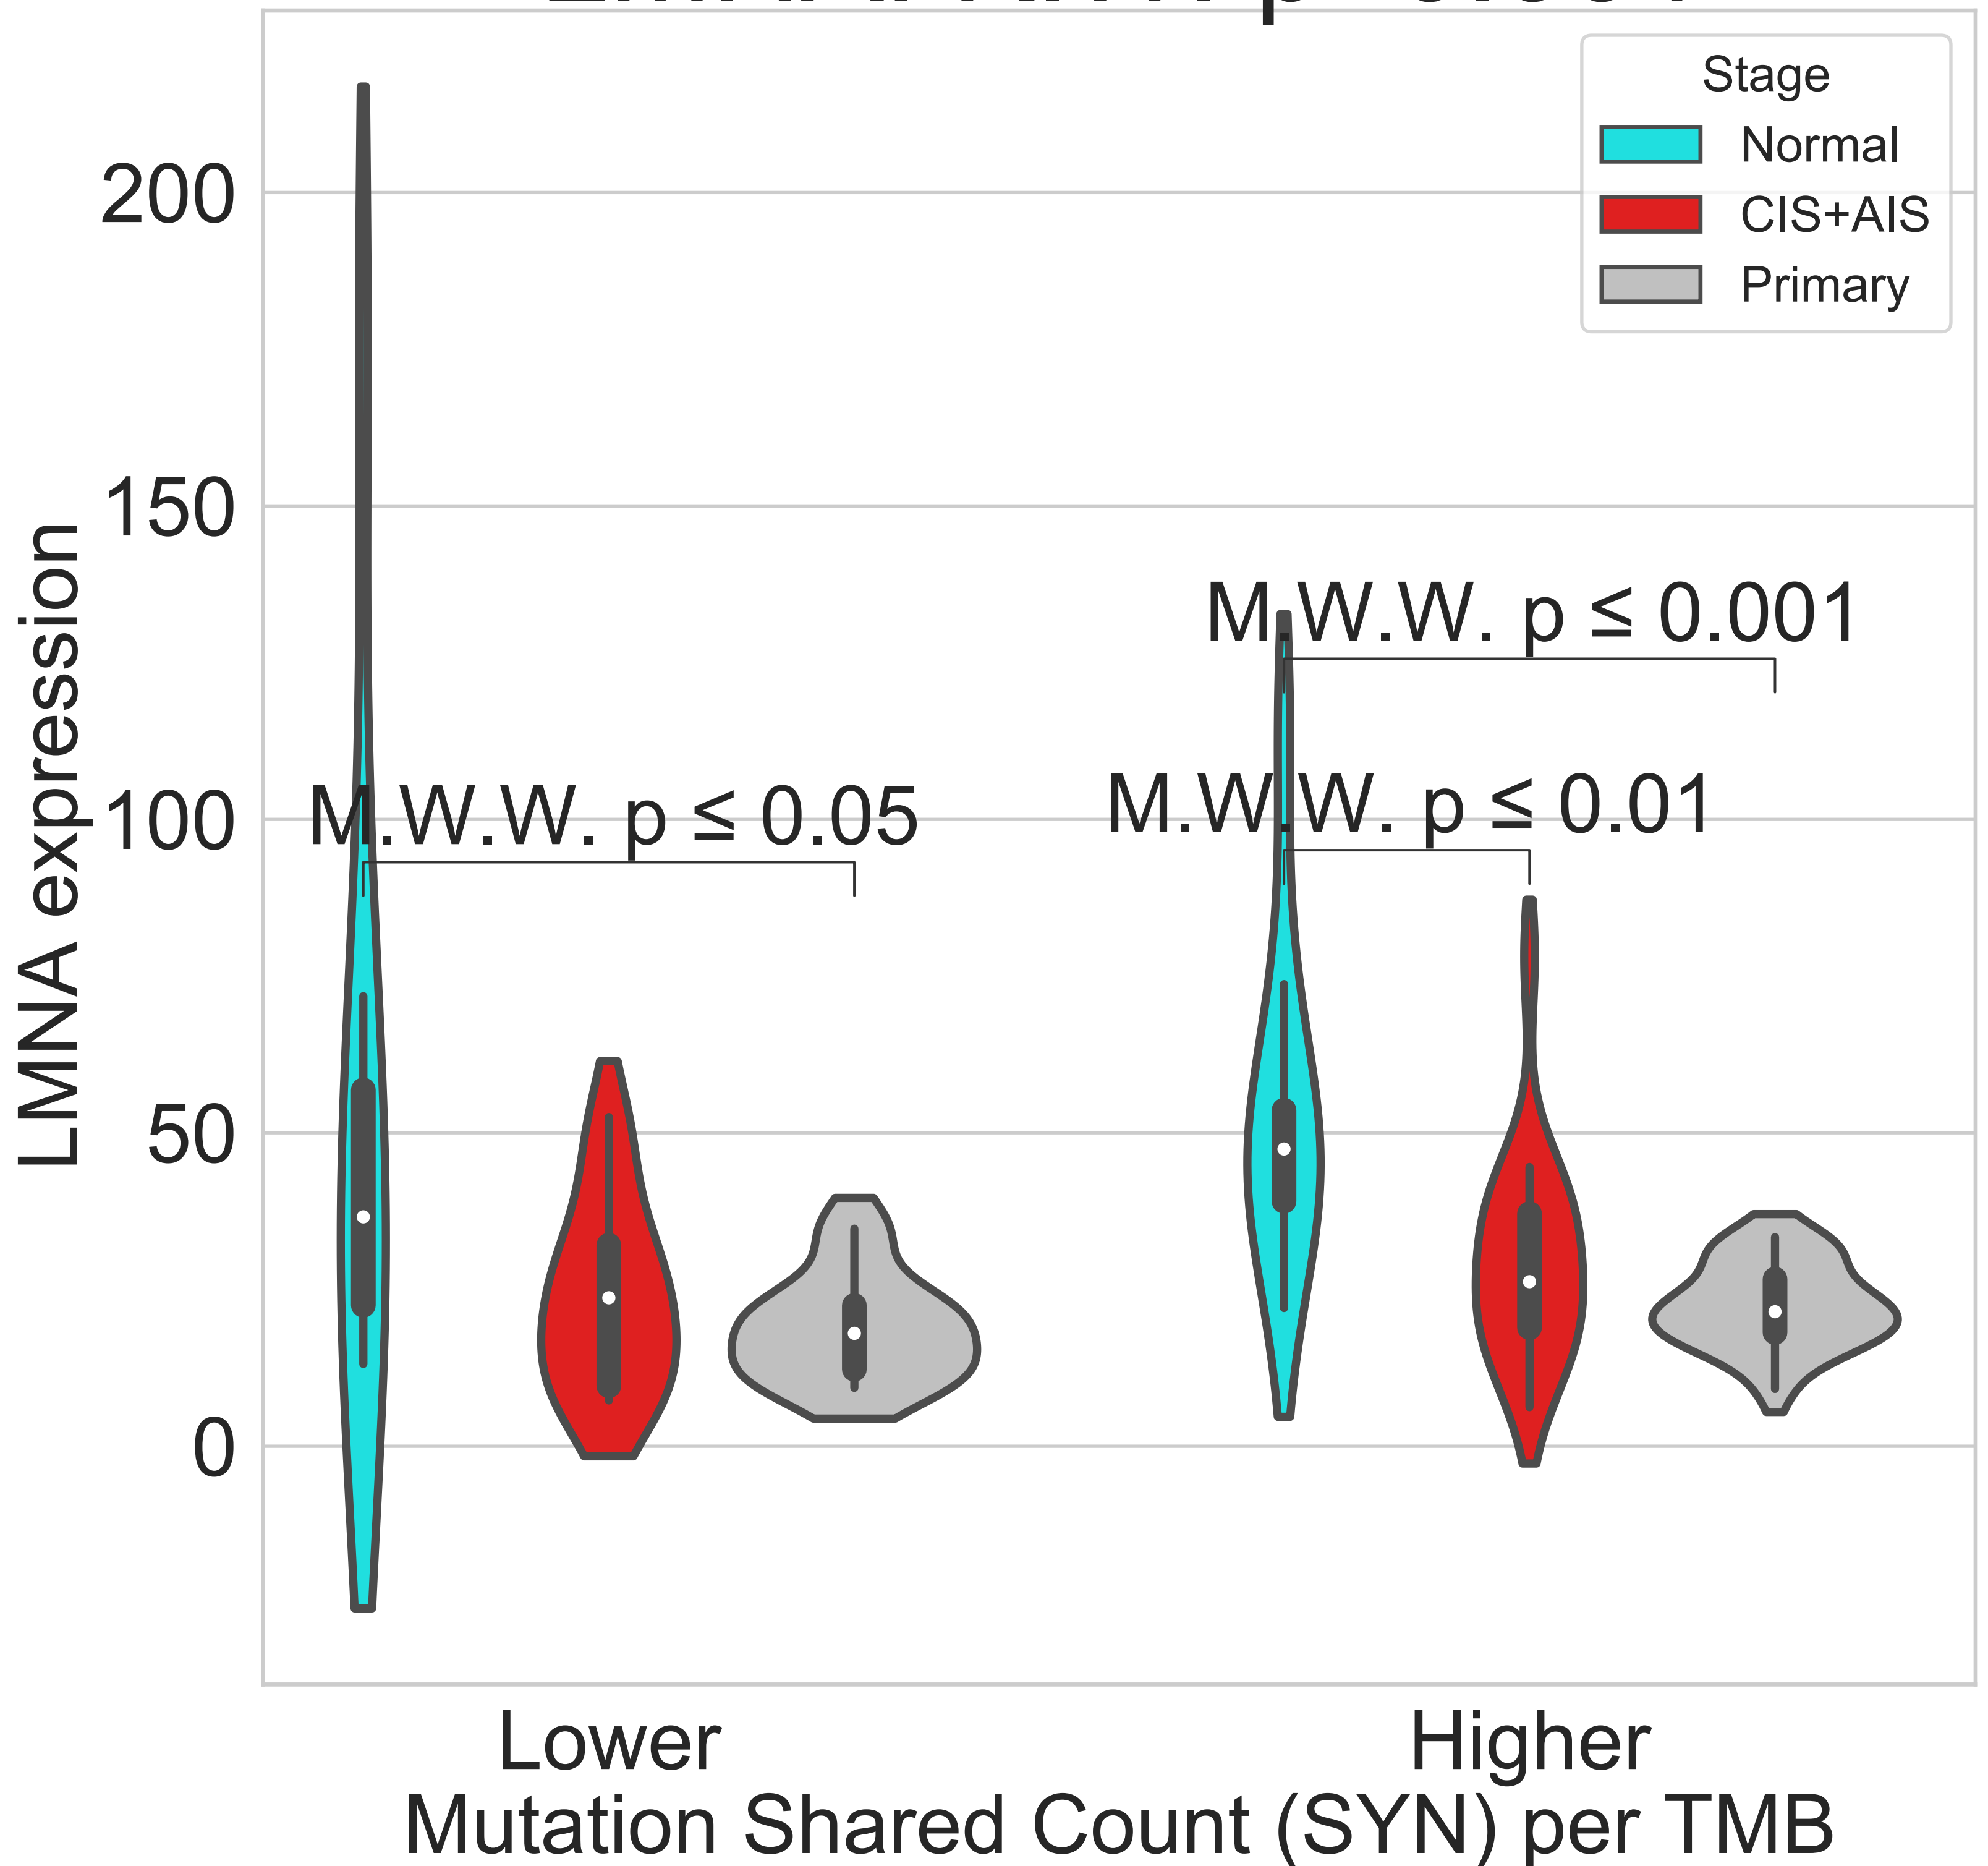 Stage
Normal
CIS+AIS
Primary
200
150
100
50
0
LMNA expression
M.W.W. p ≤ 0.001
M.W.W. p ≤ 0.05
M.W.W. p ≤ 0.01
Lower
Higher
Mutation Shared Count (SYN) per TMB